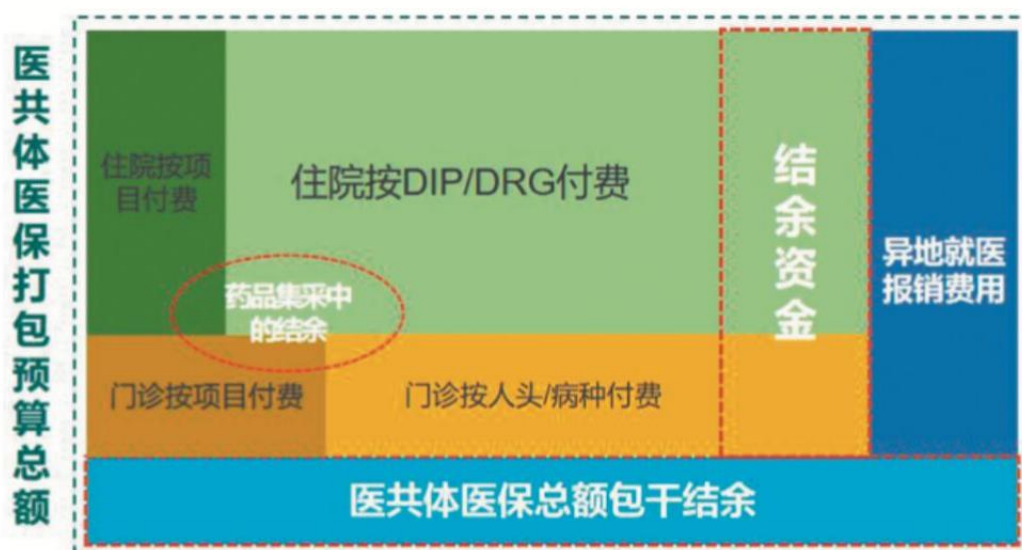 医共体医保打包预算总额
住院按项
目付费
住院按DIP/DRG付费
结余资金
异地就医
报销费用
药品集采中
的结余
门诊按项目付费
门诊按人头/病种付费
医共体医保总额包干结余